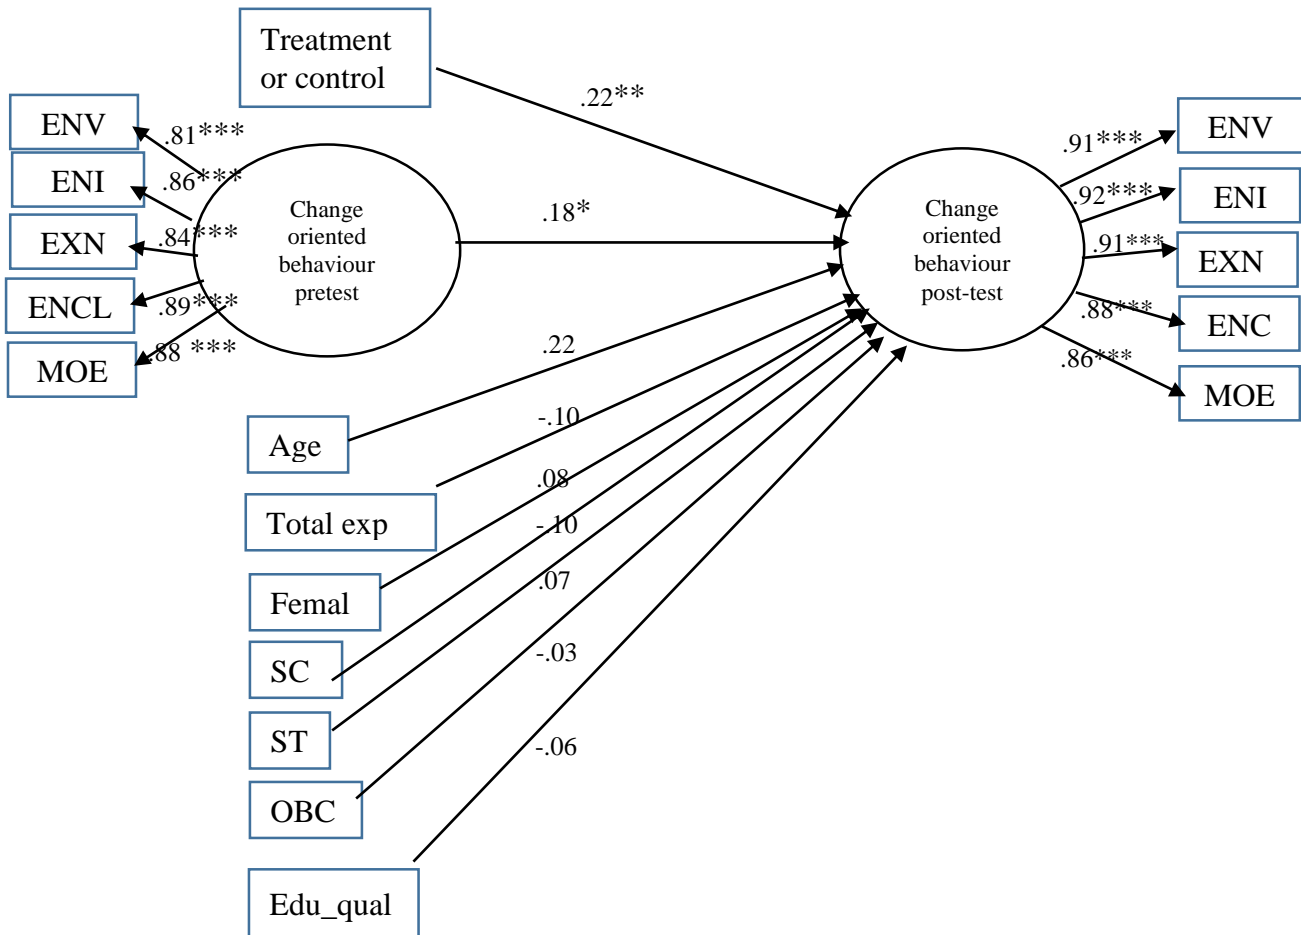 Treatment
or control
.22**
ENV
.81***
ENI
.86***
EXN
.84***
ENCL
.89***
MOE
.88 ***
Change
oriented
behaviour
pretest
.18*
Change
oriented
behaviour
post-test
.91***
ENV
.92***
ENI
.91***
EXN
.88***
ENC
.86***
MOE
.22
Age
-.10
Total exp
.08
Femal
-.10
SC
.07
ST
-.03
OBC
-.06
Edu_qual